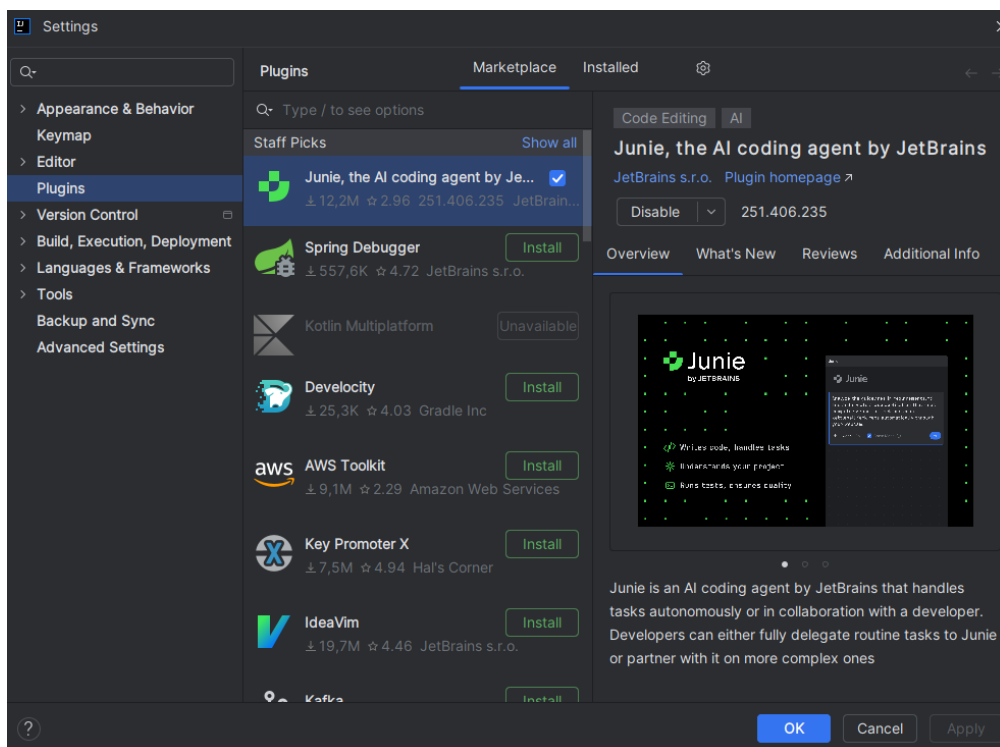 Settings
Plugins
Marketplace
Installed
Appearance & Behavior
Keymap
Editor
Plugins
Version Control
Build, Execution, Deployment
Languages & Frameworks
Tools
Backup and Sync
Advanced Settings
Type / to see options
Staff Picks
Show all
Junie, the AI coding agent by Je...
12,2M 2.96 251.406.235 JetBrain...
Spring Debugger
Install
557,6K 4.72 JetBrains s.r.o.
Kotlin Multiplatform
Unavailable
Develocity
Install
25,3K 4.03 Gradle Inc
aws
AWS Toolkit
Install
9,1M 2.29 Amazon Web Services
Key Promoter X
Install
7,5M 4.94 Hal's Corner
IdeaVim
Install
19,7M 4.46 JetBrains s.r.o.
Kafka
Install
Code Editing
AI
Junie, the AI coding agent by JetBrains
JetBrains s.r.o. Plugin homepage
Disable
251.406.235
Overview
What's New
Reviews
Additional Info
Junie
by JETBRAINS
Writes code, handles tasks
Understands your project
Runs tests, ensures quality
Junie
Junie is an AI coding agent by JetBrains that handles
tasks autonomously or in collaboration with a developer.
Developers can either fully delegate routine tasks to Junie
or partner with it on more complex ones
?
OK
Cancel
Apply